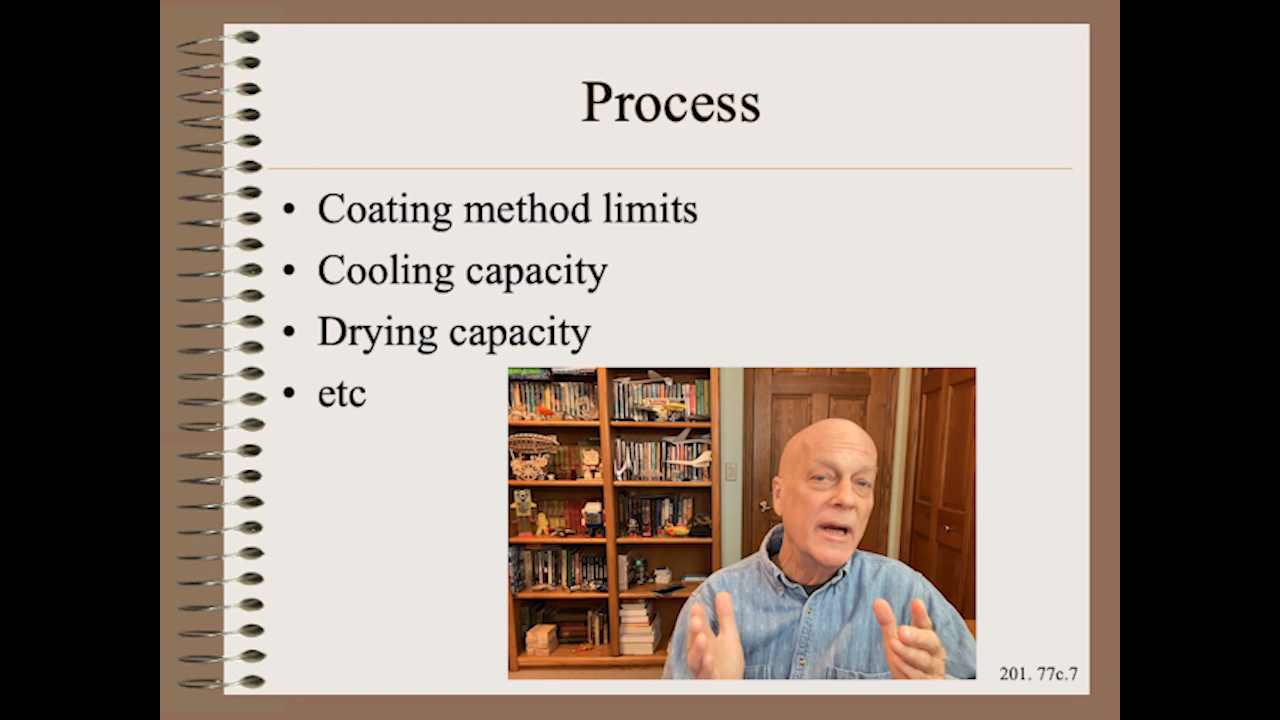 Process
• Coating method limits
• Cooling capacity
• Drying capacity
• etc
201. 77c.7